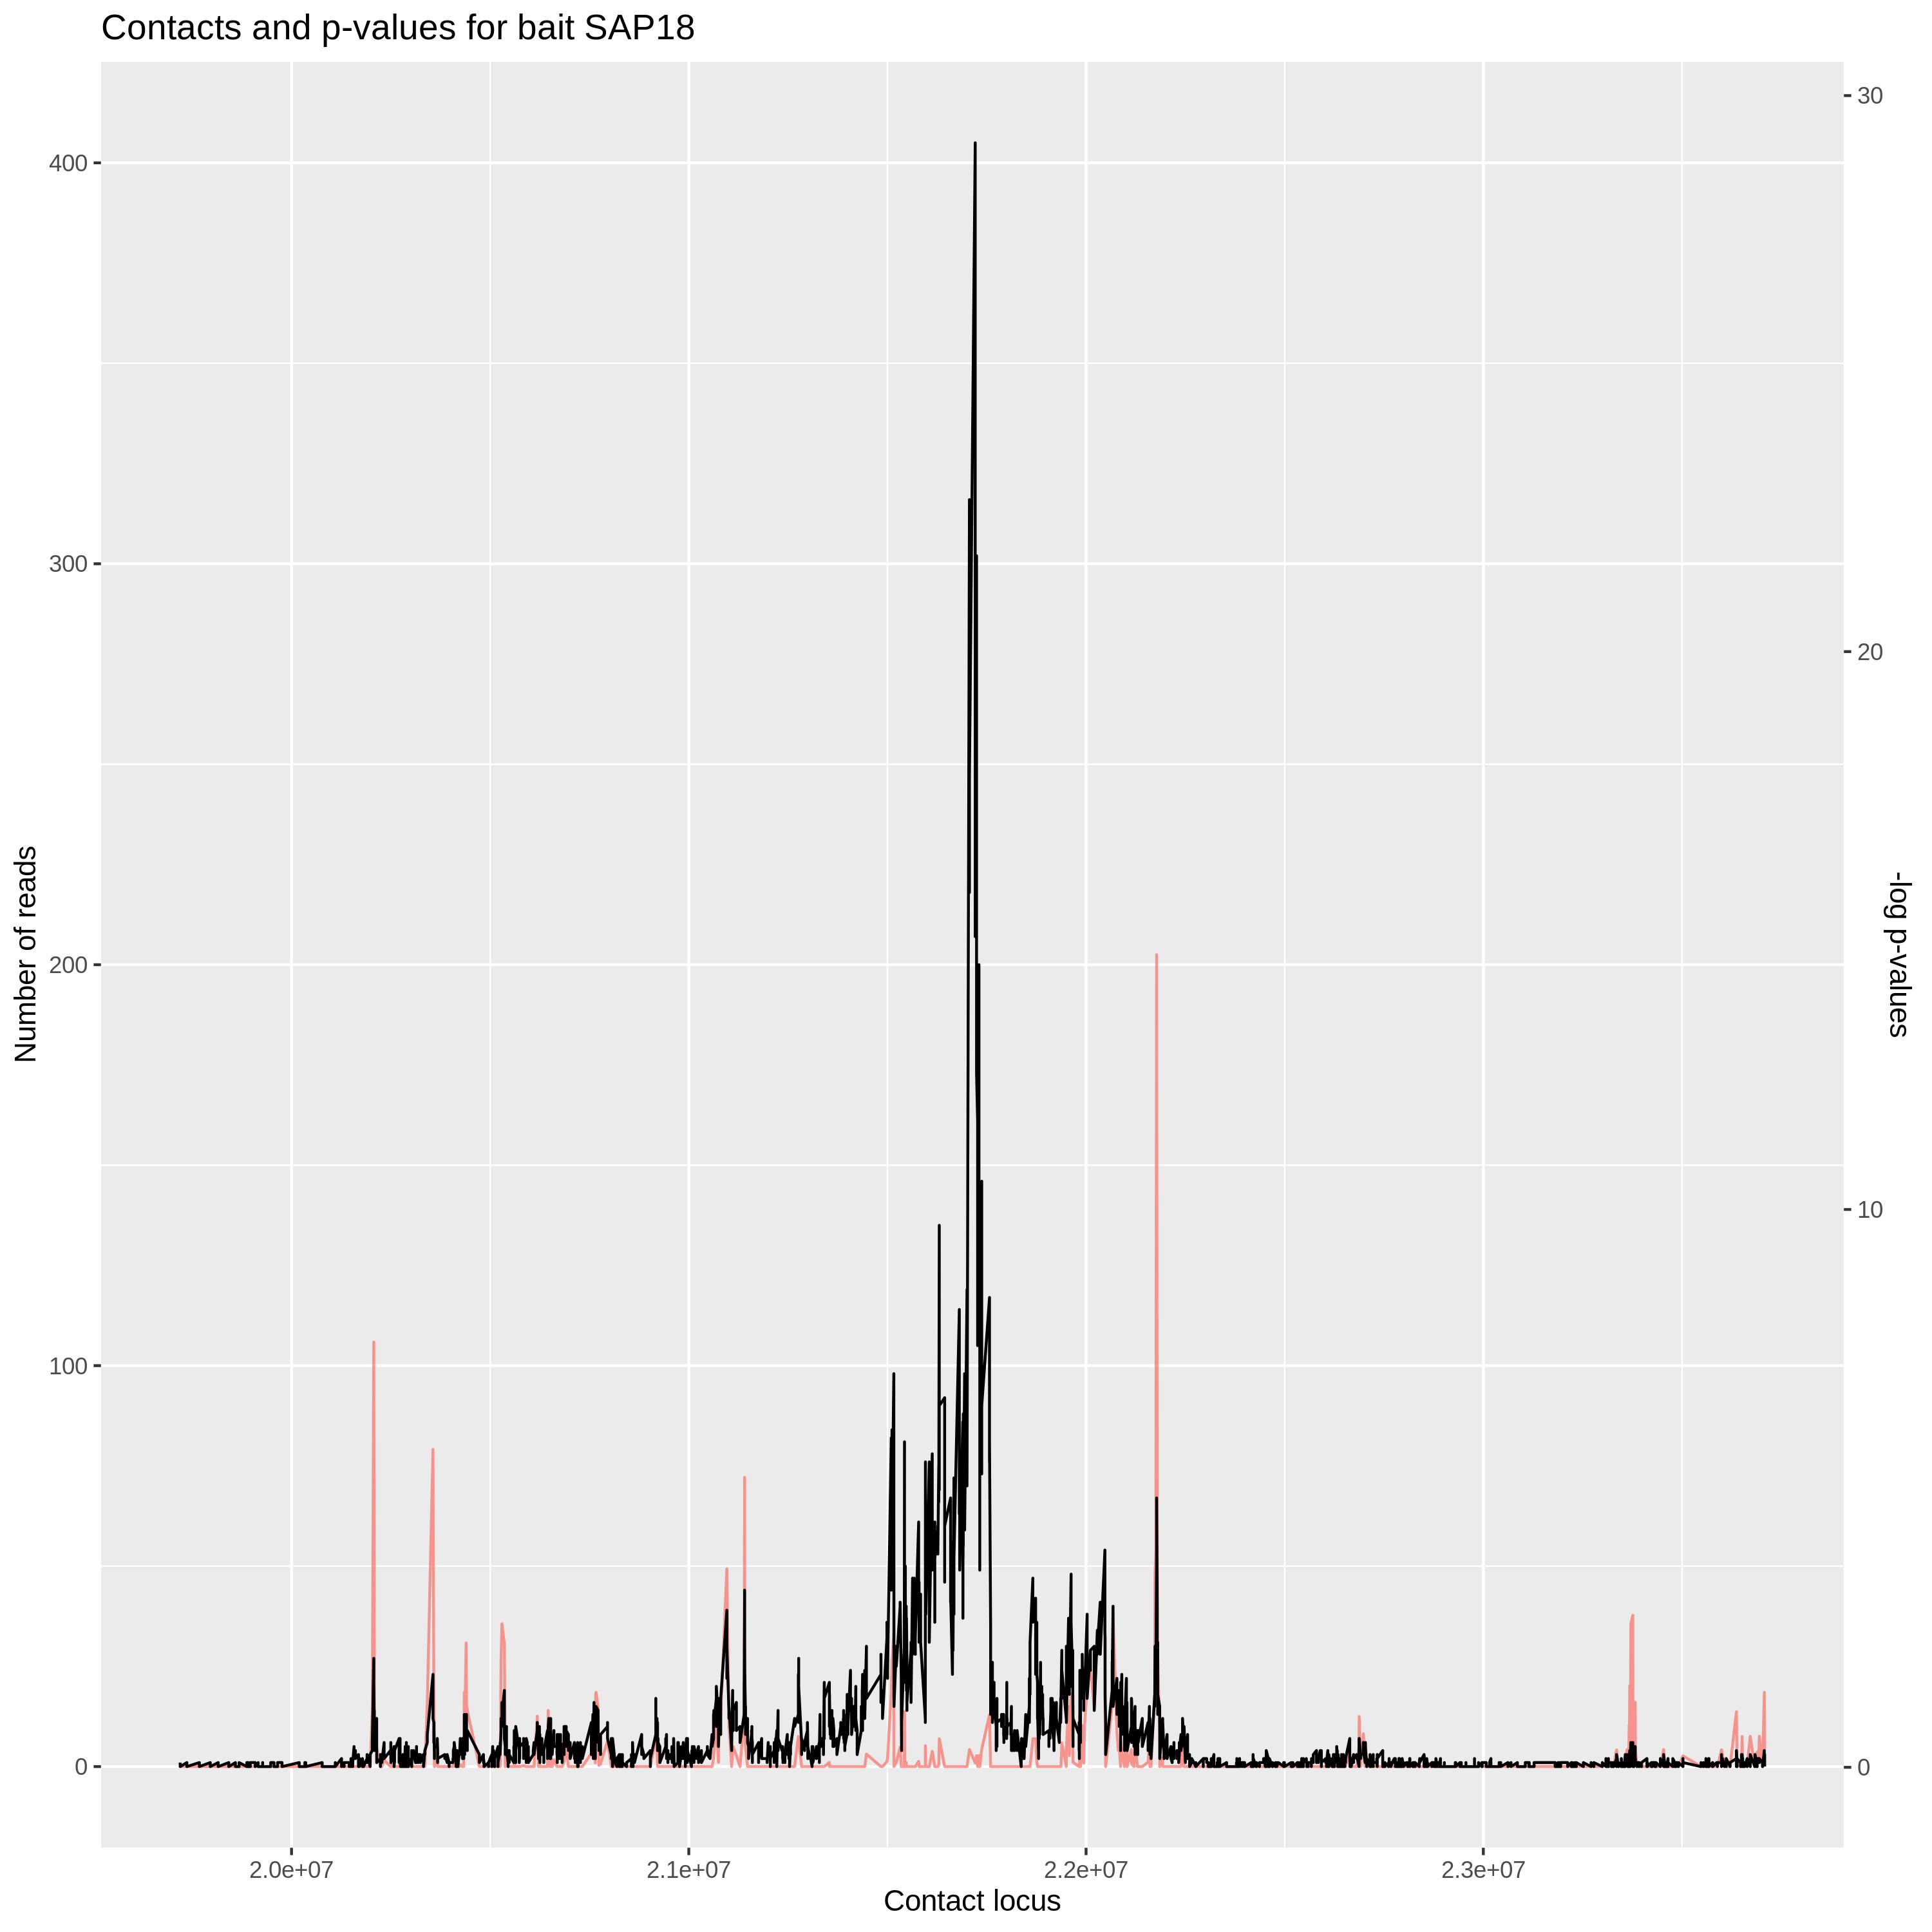 Contacts and p-values for bait SAP18
400
300
200
100
0
Number of reads
30
20
10
0
-log p-values
2.0e+07
2.1e+07
2.2e+07
2.3e+07
Contact locus